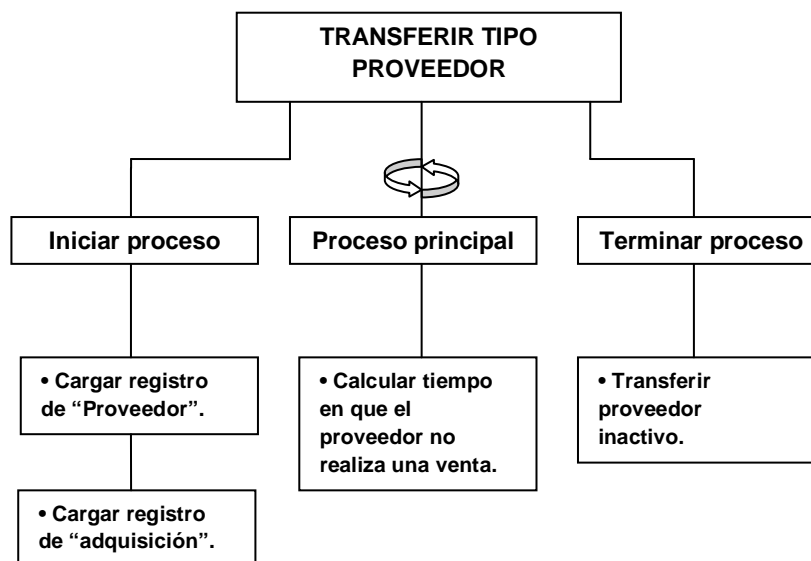 TRANSFERIR TIPO
PROVEEDOR
Iniciar proceso
Proceso principal
Terminar proceso
• Cargar registro
de “Proveedor”.
• Calcular tiempo
en que el
proveedor no
realiza una venta.
• Transferir
proveedor
inactivo.
• Cargar registro
de “adquisición”.